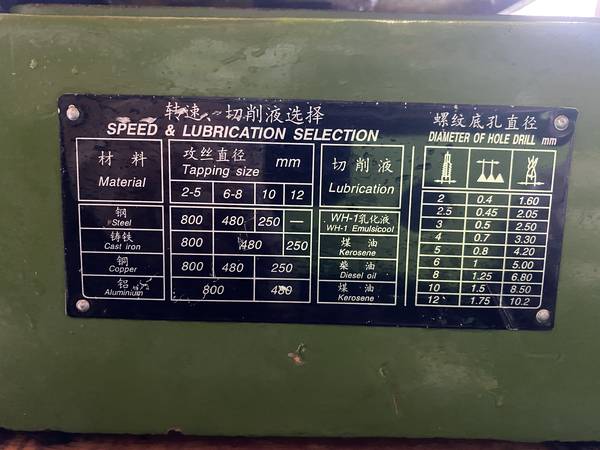 转速、切削液选择
SPEED & LUBRICATION SELECTION
材料 攻丝直径 mm 切削液
Material Tapping size Lubrication
2-5 6-8 10 12
钢 800 480 250 — WH-1乳化液
Steel WH-1 Emulsicool
铸铁 800 480 250 煤油
Cast iron Kerosene
铜 800 480 250 柴油
Copper Diesel oil
铝 800 480 煤油
Aluminium Kerosene
螺纹底孔直径
DIAMETER OF HOLE DRILL mm
2 0.4 1.60
2.5 0.45 2.05
3 0.5 2.50
4 0.7 3.30
5 0.8 4.20
6 1 5.00
8 1.25 6.80
10 1.5 8.50
12 1.75 10.2